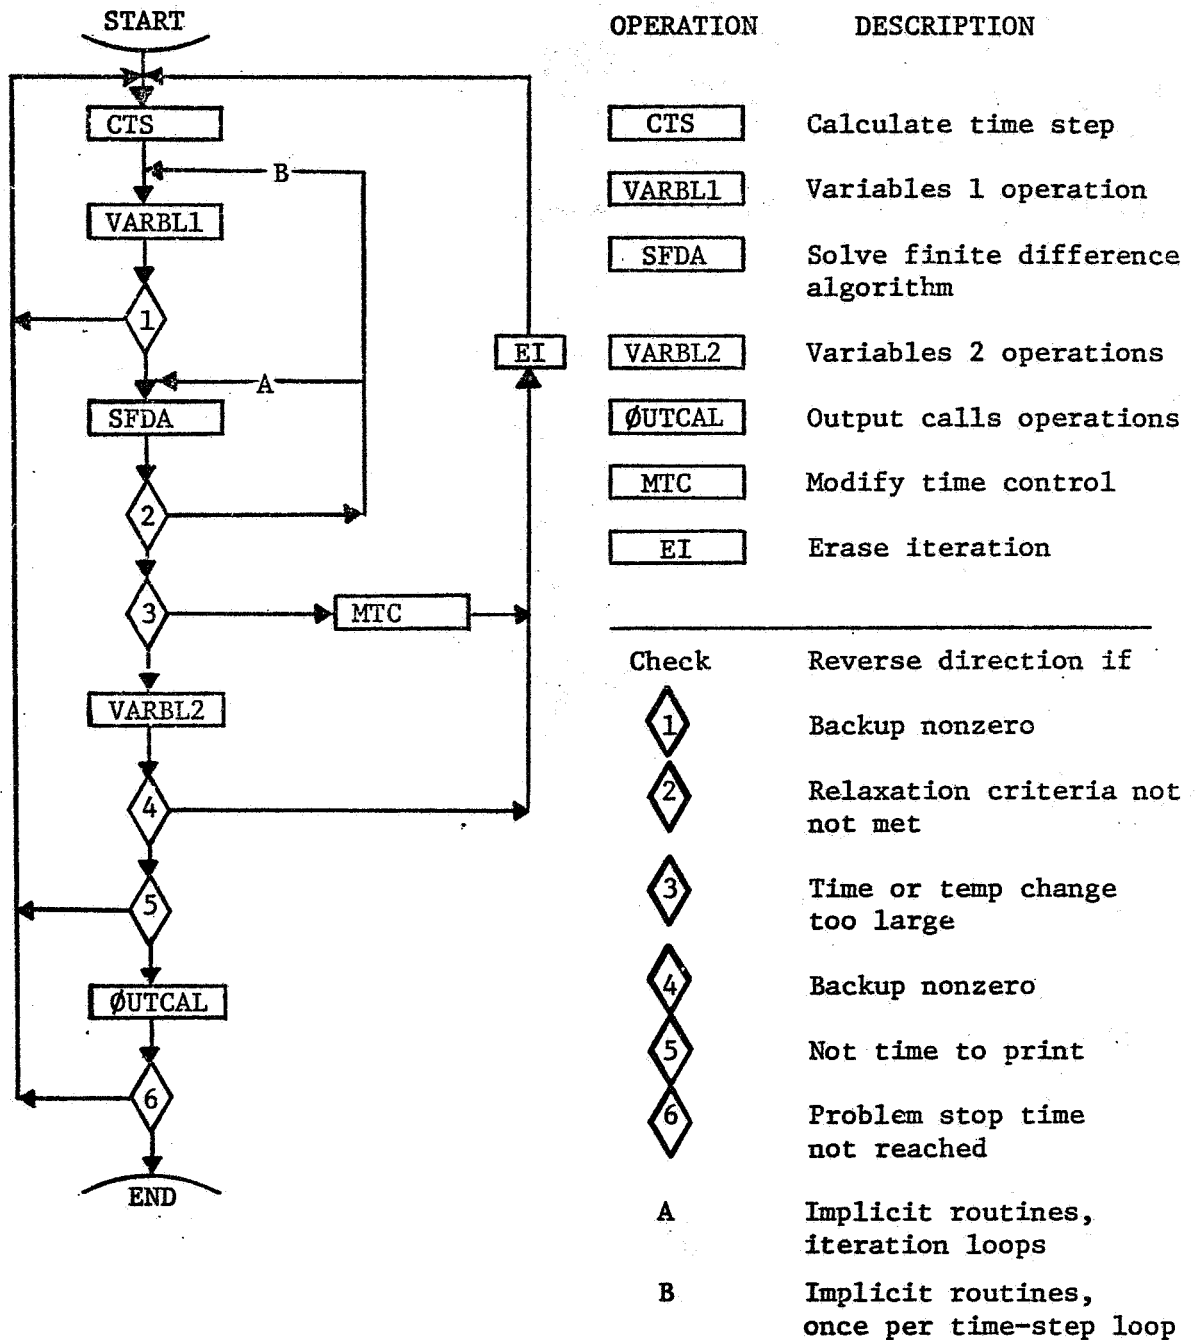 START
CTS
B
VARBL1
1
EI
A
SFDA
2
3
MTC
VARBL2
4
5
ØUTCAL
6
END
OPERATION DESCRIPTION
CTS Calculate time step
VARBL1 Variables 1 operation
SFDA Solve finite difference
algorithm
VARBL2 Variables 2 operations
ØUTCAL Output calls operations
MTC Modify time control
EI Erase iteration
Check Reverse direction if
1 Backup nonzero
2 Relaxation criteria not
not met
3 Time or temp change
too large
4 Backup nonzero
5 Not time to print
6 Problem stop time
not reached
A Implicit routines,
iteration loops
B Implicit routines,
once per time-step loop